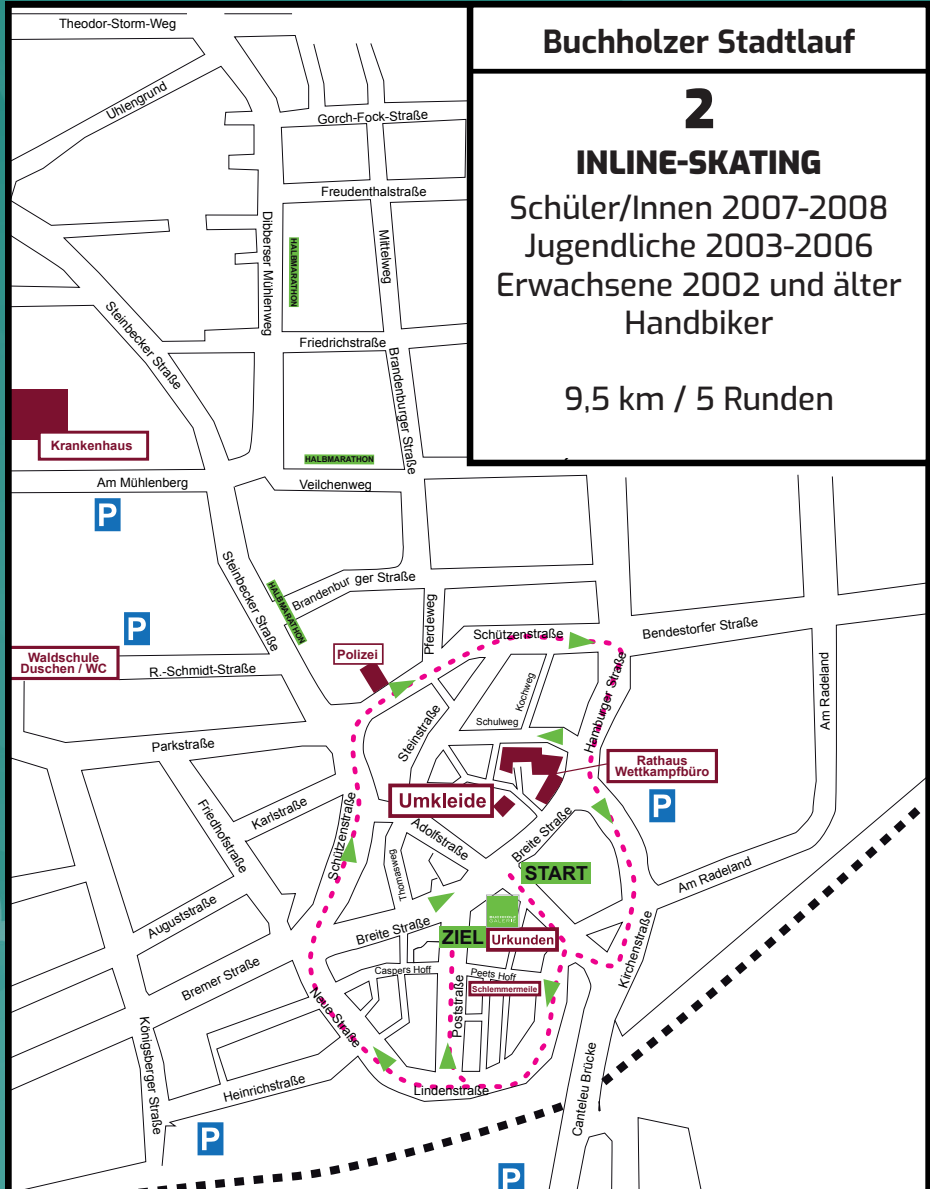 Theodor-Storm-Weg
Buchholzer Stadtlauf
2
INLINE-SKATING
Schüler/Innen 2007-2008
Jugendliche 2003-2006
Erwachsene 2002 und älter
Handbiker
9,5 km / 5 Runden
Uhlengrund
Gorch-Fock-Straße
Freudenthalstraße
Dibberser Mühlenweg
HALBMARATHON
Mittelweg
Steinbecker Straße
Friedrichstraße
Brandenburger Straße
Krankenhaus
HALBMARATHON
Am Mühlenberg
Veilchenweg
P
Steinbecker Straße
HALBMARATHON
Brandenbur ger Straße
Pferdeweg
P
Schützenstraße
Bendestorfer Straße
Waldschule
Duschen / WC
R.-Schmidt-Straße
Polizei
Kochweg
Hamburger Straße
Am Radeland
Schulweg
Steinstraße
Parkstraße
Rathaus
Wettkampfbüro
P
Umkleide
Friedhofstraße
Karlstraße
Schützenstraße
Adolfstraße
Breite Straße
Thomasweg
START
Am Radeland
Auguststraße
Breite Straße
BUCHHOLZ
GALERIE
ZIEL
Urkunden
Kirchenstraße
Bremer Straße
Caspers Hoff
Peets Hoff
Schlemmermeile
Neue Straße
Poststraße
Königsberger Straße
Heinrichstraße
Lindenstraße
Canteleu Brücke
P
P